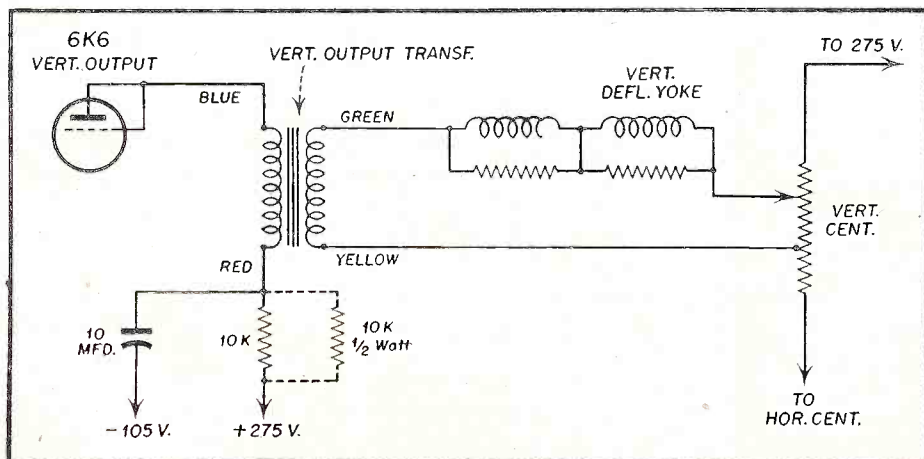 6K6
VERT. OUTPUT
VERT. OUTPUT TRANSF.
BLUE
GREEN
VERT.
DEFL. YOKE
TO 275 V.
VERT.
CENT.
RED
YELLOW
10
MFD.
10K
10K
1/2 Watt
-105 V.
+275 V.
TO
HOR. CENT.